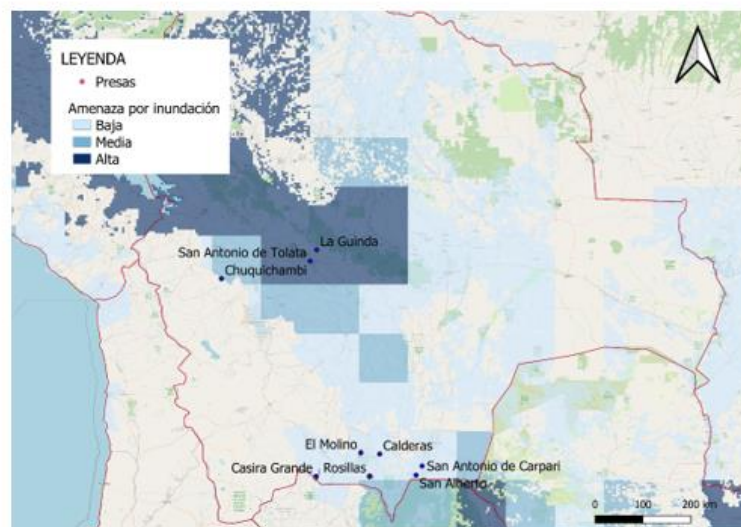 LEYENDA
Presas
Amenaza por inundación
Baja
Media
Alta
La Guinda
San Antonio de Tolata
Chuquichambi
El Molino
Calderas
Casira Grande
Rosillas
San Antonio de Carpari
San Alberto
0 100 200 km